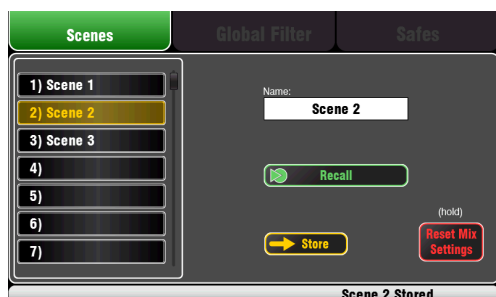 Scenes
Global Filter
Safes
1) Scene 1
2) Scene 2
3) Scene 3
4)
5)
6)
7)
Name:
Scene 2
Recall
Store
(hold)
Reset Mix
Settings
Scene 2 Stored